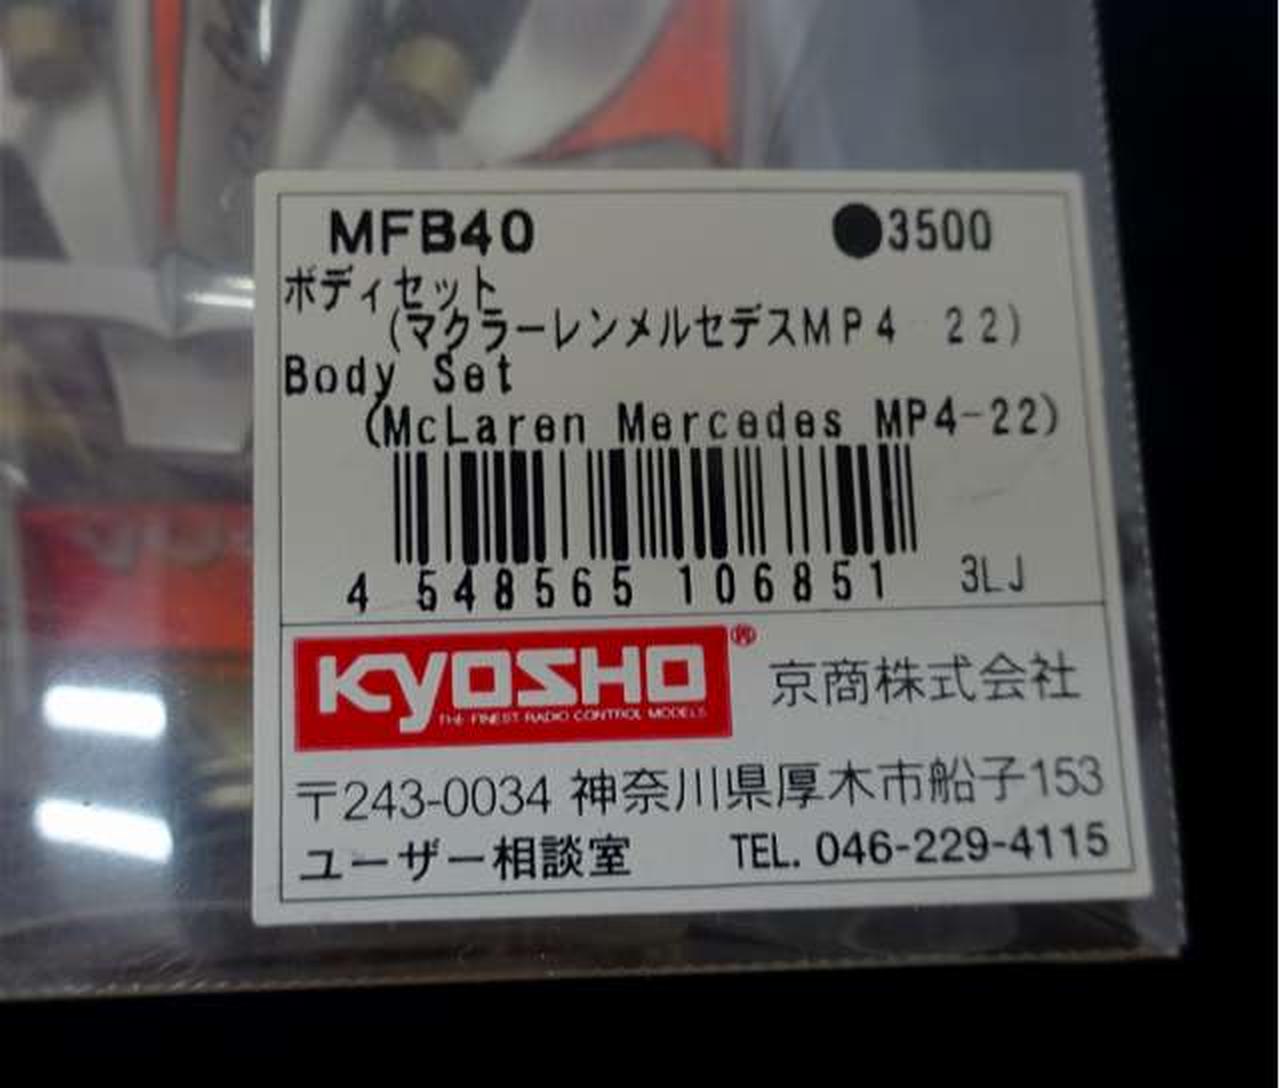 MFB40 ●3500
ボディセット
(マクラーレンメルセデスMP4 22)
Body Set
(McLaren Mercedes MP4-22)
4 548565 106851 3LJ
KYOSHO® 京商株式会社
THE FINEST RADIO CONTROL MODELS
〒243-0034 神奈川県厚木市船子153
ユーザー相談室 TEL. 046-229-4115